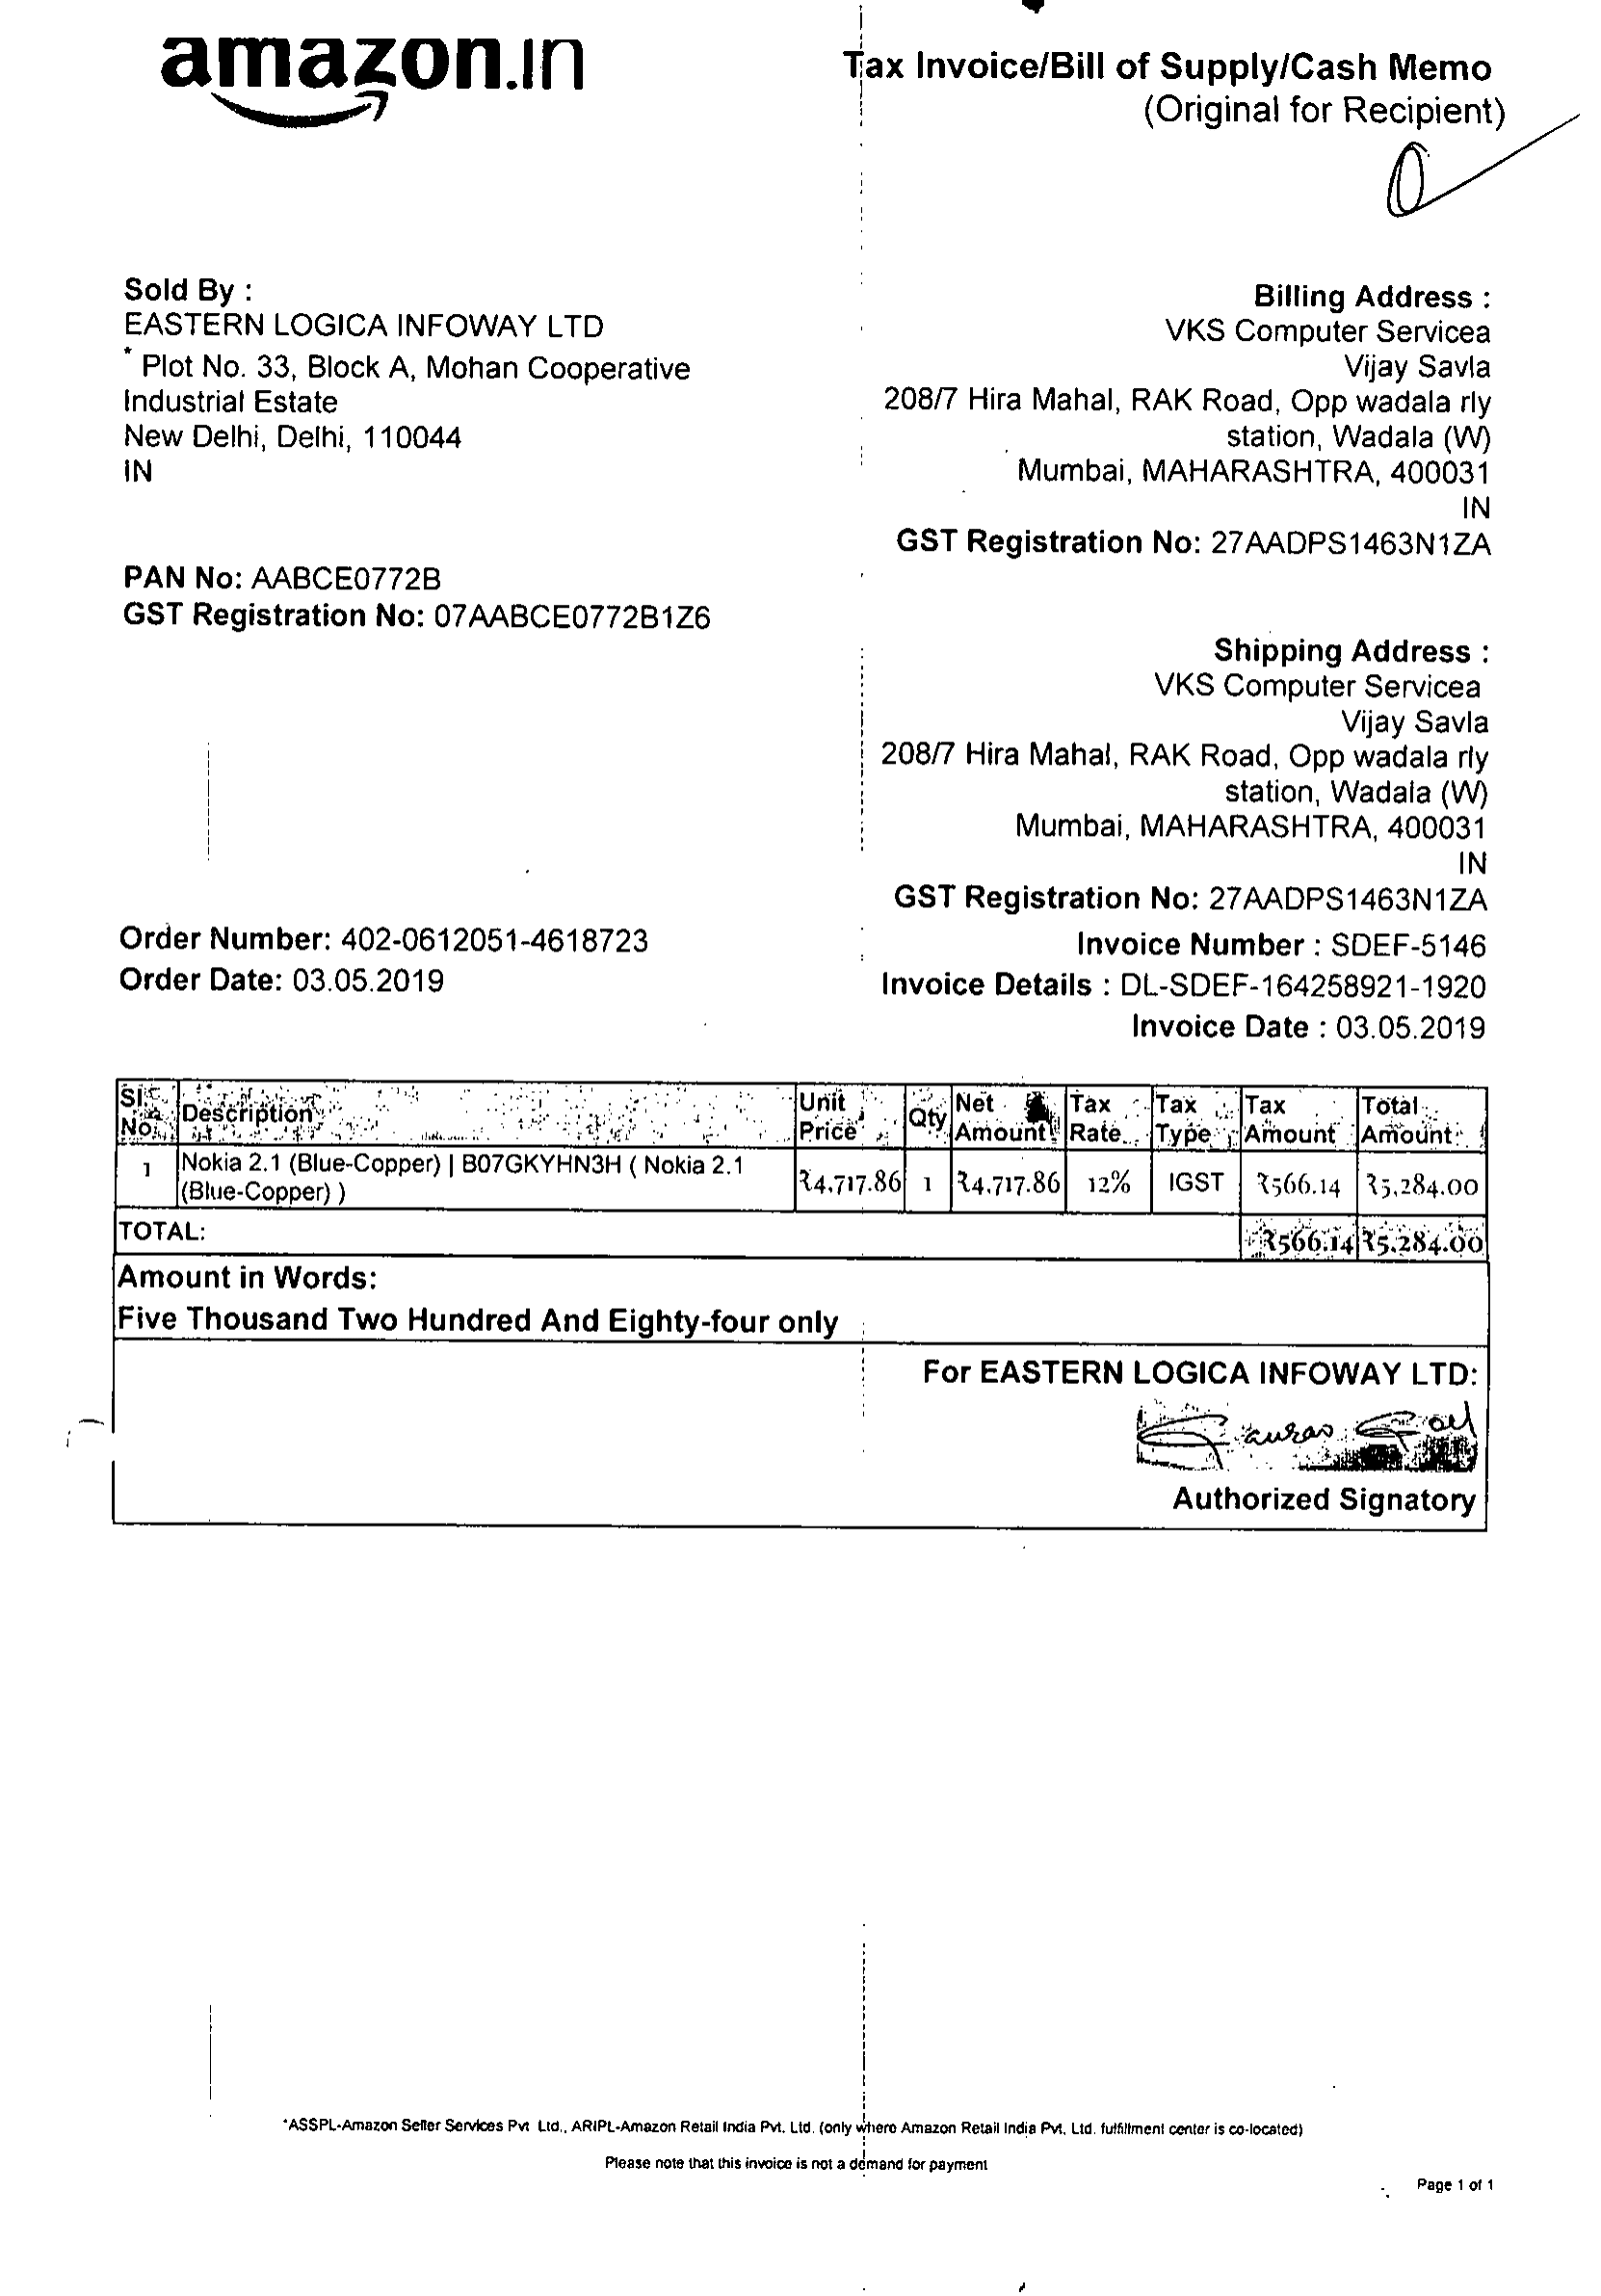 amazon.in
Tax Invoice/Bill of Supply/Cash Memo
(Original for Recipient)
Sold By :
EASTERN LOGICA INFOWAY LTD
* Plot No. 33, Block A, Mohan Cooperative
Industrial Estate
New Delhi, Delhi, 110044
IN
PAN No: AABCE0772B
GST Registration No: 07AABCE0772B1Z6
Billing Address :
VKS Computer Servicea
Vijay Savla
208/7 Hira Mahal, RAK Road, Opp wadala rly
station, Wadala (W)
Mumbai, MAHARASHTRA, 400031
IN
GST Registration No: 27AADPS1463N1ZA
Shipping Address :
VKS Computer Servicea
Vijay Savla
208/7 Hira Mahal, RAK Road, Opp wadala rly
station, Wadala (W)
Mumbai, MAHARASHTRA, 400031
IN
GST Registration No: 27AADPS1463N1ZA
Order Number: 402-0612051-4618723
Order Date: 03.05.2019
Invoice Number : SDEF-5146
Invoice Details : DL-SDEF-164258921-1920
Invoice Date : 03.05.2019
Sl. No. Description Unit Price Qty Net Amount Tax Rate Tax Type Tax Amount Total Amount
1 Nokia 2.1 (Blue-Copper) | B07GKYHN3H ( Nokia 2.1 ₹4,717.86 1 ₹4,717.86 12% IGST ₹566.14 ₹5,284.00
(Blue-Copper) )
TOTAL: ₹566.14 ₹5,284.00
Amount in Words:
Five Thousand Two Hundred And Eighty-four only
For EASTERN LOGICA INFOWAY LTD:
Authorized Signatory
*ASSPL-Amazon Seller Services Pvt. Ltd., ARIPL-Amazon Retail India Pvt. Ltd. (only where Amazon Retail India Pvt. Ltd. fulfillment center is co-located)
Please note that this invoice is not a demand for payment
Page 1 of 1